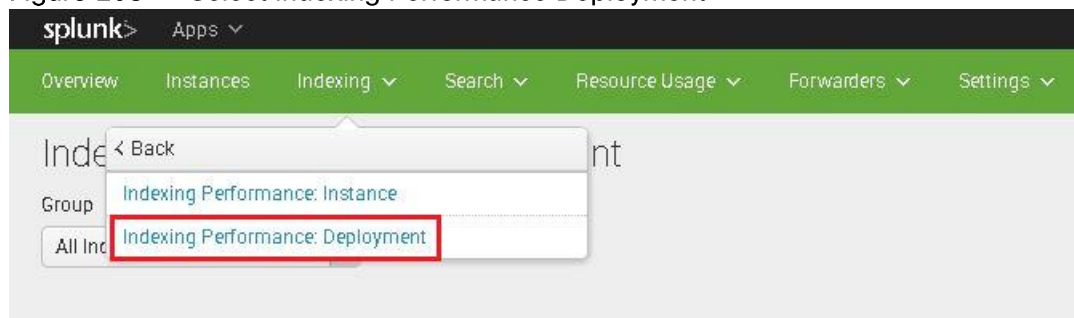 splunk> Apps
Overview Instances Indexing Search Resource Usage Forwarders Settings
Inde nt
< Back
Indexing Performance: Instance
Group
Indexing Performance: Deployment
All Ind